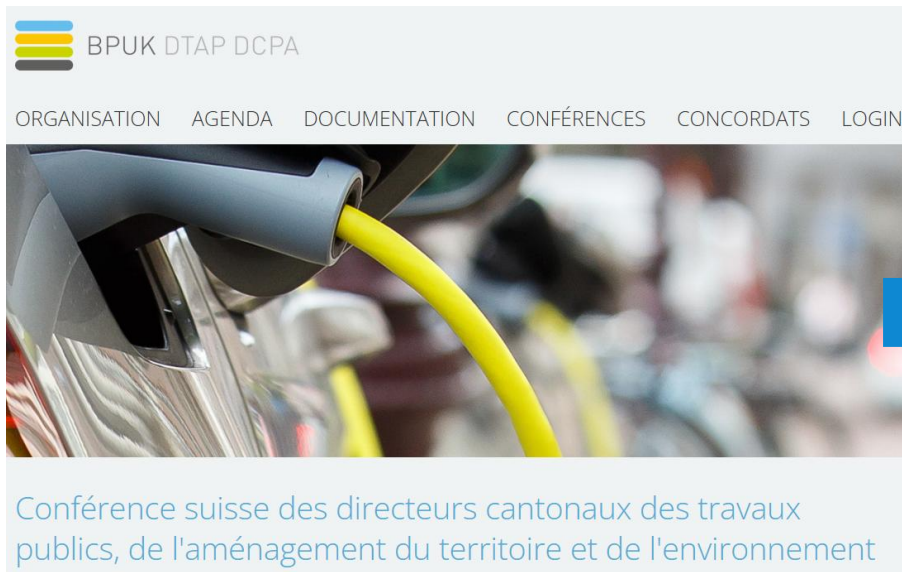 BPUK DTAP DCPA
ORGANISATION AGENDA DOCUMENTATION CONFÉRENCES CONCORDATS LOGIN
Conférence suisse des directeurs cantonaux des travaux
publics, de l'aménagement du territoire et de l'environnement